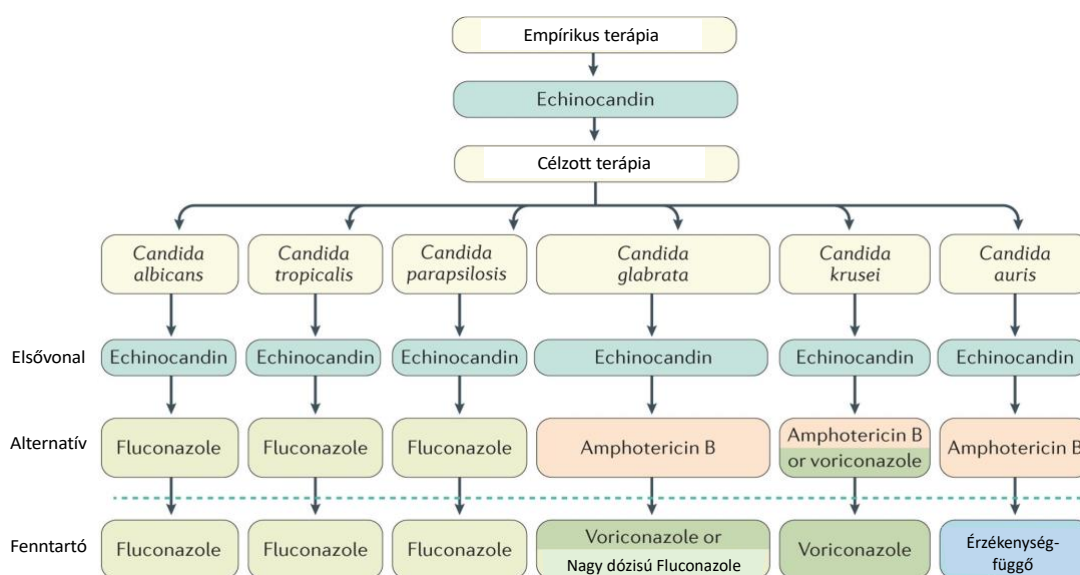 Empírikus terápia
Echinocandin
Célzott terápia
Candida albicans
Candida tropicalis
Candida parapsilosis
Candida glabrata
Candida krusei
Candida auris
Elsővonal
Echinocandin
Echinocandin
Echinocandin
Echinocandin
Echinocandin
Echinocandin
Alternatív
Fluconazole
Fluconazole
Fluconazole
Amphotericin B
Amphotericin B
or voriconazole
Amphotericin B
Fenntartó
Fluconazole
Fluconazole
Fluconazole
Voriconazole or
Nagy dózisú Fluconazole
Voriconazole
Érzékenység-
függő